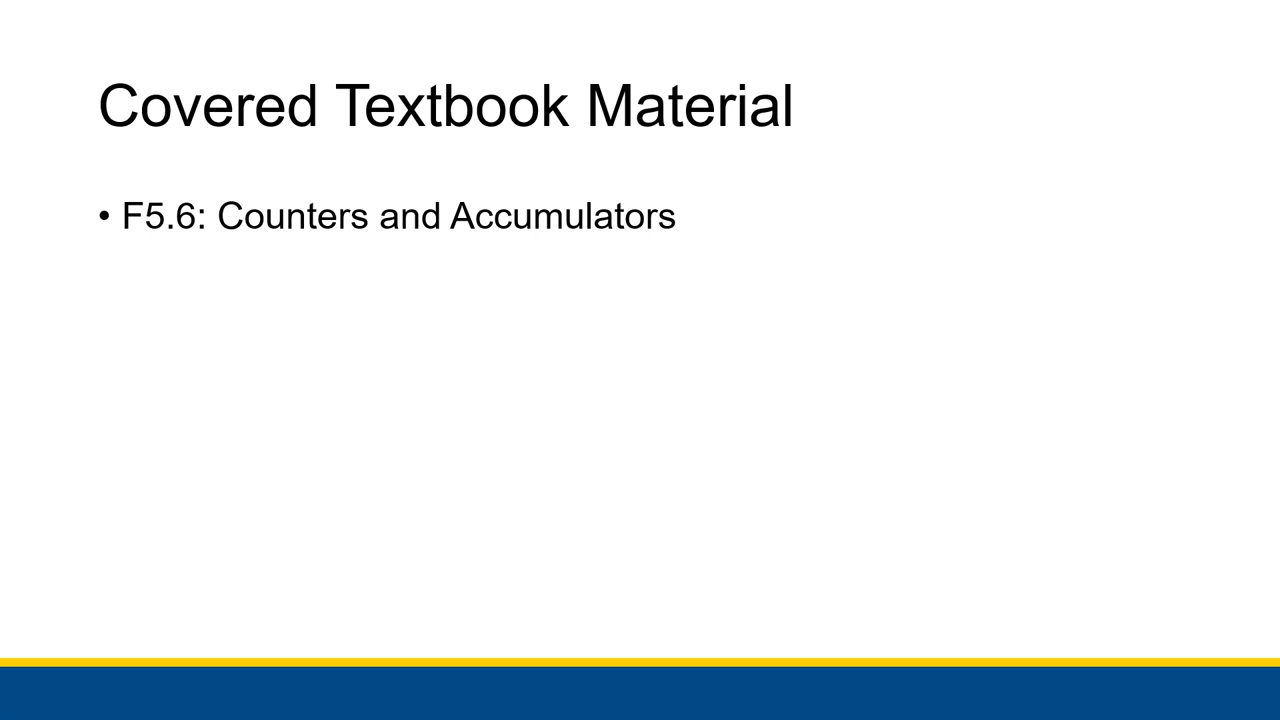 Covered Textbook Material
• F5.6: Counters and Accumulators